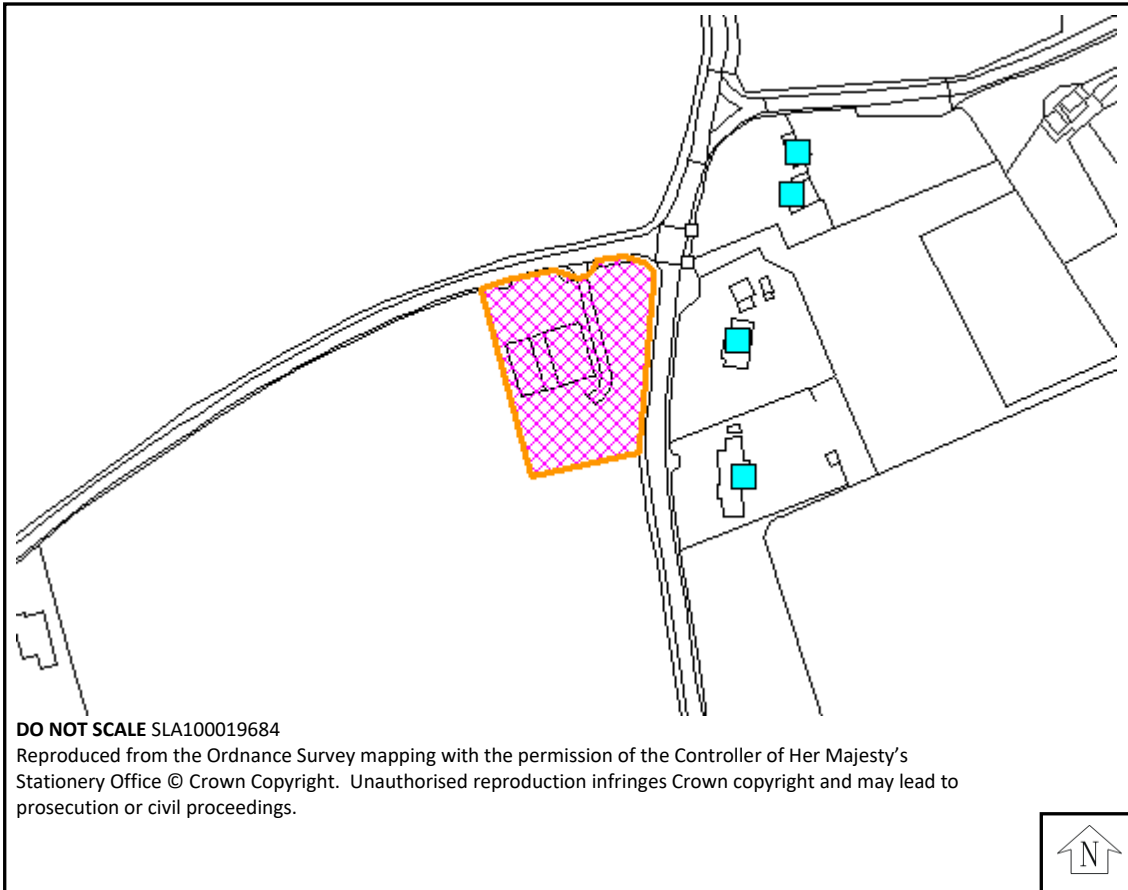 DO NOT SCALE SLA100019684
Reproduced from the Ordnance Survey mapping with the permission of the Controller of Her Majesty’s
Stationery Office © Crown Copyright. Unauthorised reproduction infringes Crown copyright and may lead to
prosecution or civil proceedings.
N